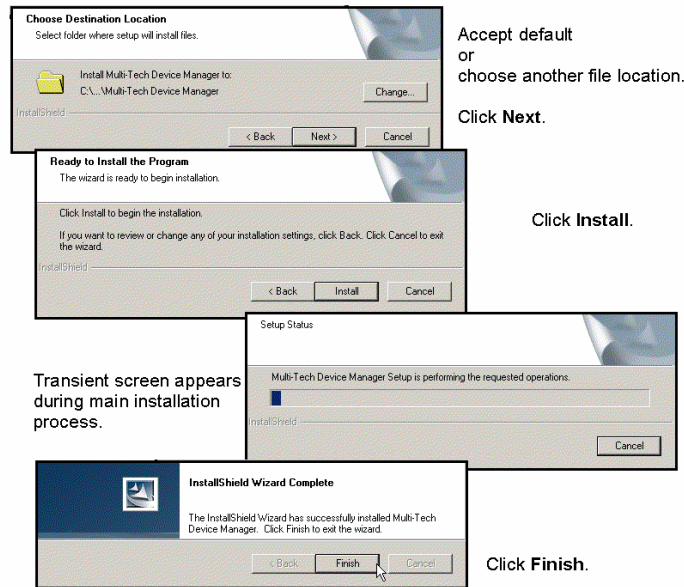 Choose Destination Location
Select folder where setup will install files.
Install Multi-Tech Device Manager to:
C:\...\Multi-Tech Device Manager
Change...
InstallShield
< Back
Next >
Cancel
Accept default
or
choose another file location.
Click Next.
Ready to Install the Program
The wizard is ready to begin installation.
Click Install to begin the installation.
If you want to review or change any of your installation settings, click Back. Click Cancel to exit
the wizard.
InstallShield
< Back
Install
Cancel
Click Install.
Setup Status
Multi-Tech Device Manager Setup is performing the requested operations.
InstallShield
Cancel
Transient screen appears
during main installation
process.
InstallShield Wizard Complete
The InstallShield Wizard has successfully installed Multi-Tech
Device Manager. Click Finish to exit the wizard.
< Back
Finish
Cancel
Click Finish.